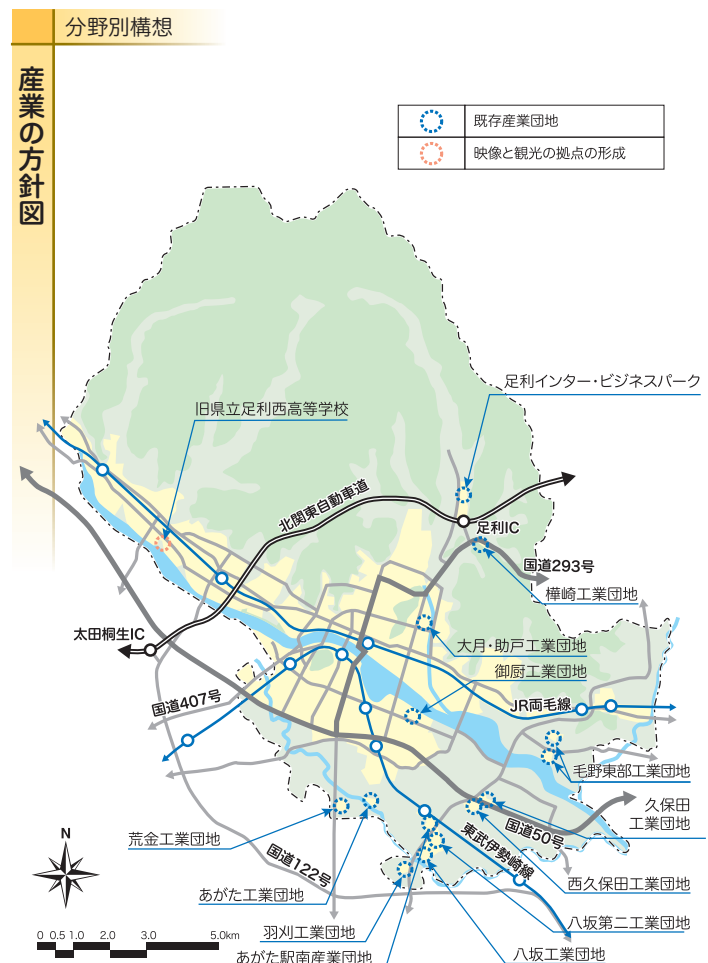 分野別構想
産業の方針図
既存産業団地
映像と観光の拠点の形成
足利インター・ビジネスパーク
旧県立足利西高等学校
北関東自動車道
足利IC
国道293号
樺崎工業団地
太田桐生IC
大月・助戸工業団地
御厨工業団地
国道407号
JR両毛線
毛野東部工業団地
久保田
工業団地
荒金工業団地
国道50号
東武伊勢崎線
国道122号
西久保田工業団地
あがた工業団地
八坂第二工業団地
羽刈工業団地
八坂工業団地
あがた駅南産業団地
N
0 0.5 1.0 2.0 3.0 5.0km